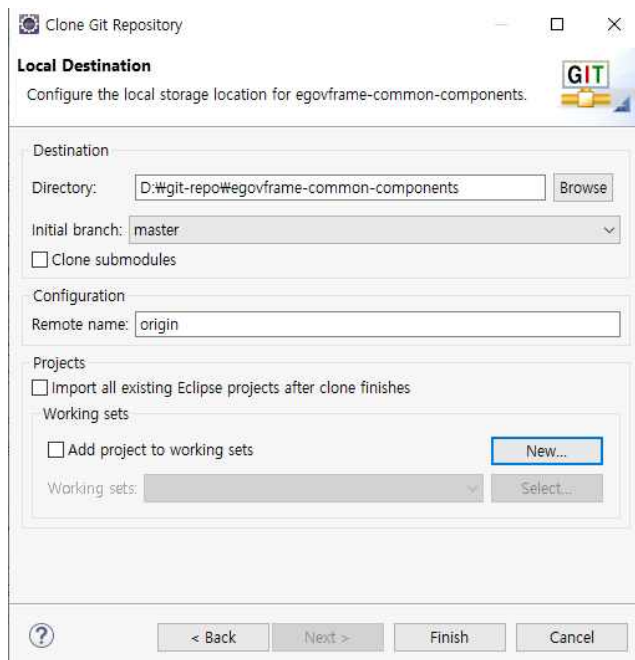 Clone Git Repository
Local Destination
Configure the local storage location for egovframe-common-components.
GIT
Destination
Directory: D:₩git-repo₩egovframe-common-components Browse
Initial branch: master
Clone submodules
Configuration
Remote name: origin
Projects
Import all existing Eclipse projects after clone finishes
Working sets
Add project to working sets New...
Working sets: Select...
? < Back Next > Finish Cancel